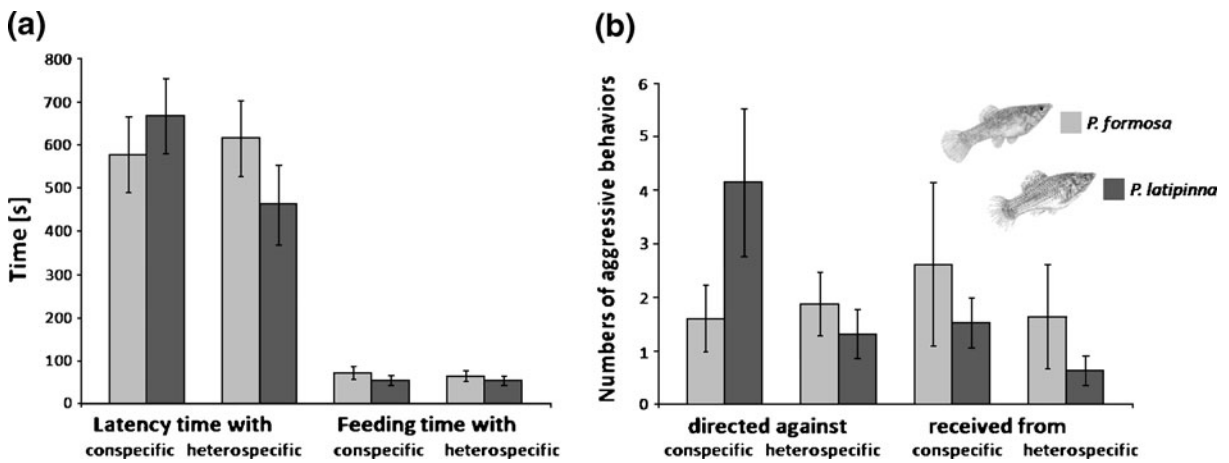 (a)
800
700
600
500
400
300
200
100
0
Time [s]
Latency time with
Feeding time with
conspecific heterospecific
conspecific heterospecific
(b)
6
5
4
3
2
1
0
Numbers of aggressive behaviors
P. formosa
P. latipinna
directed against
received from
conspecific heterospecific
conspecific heterospecific